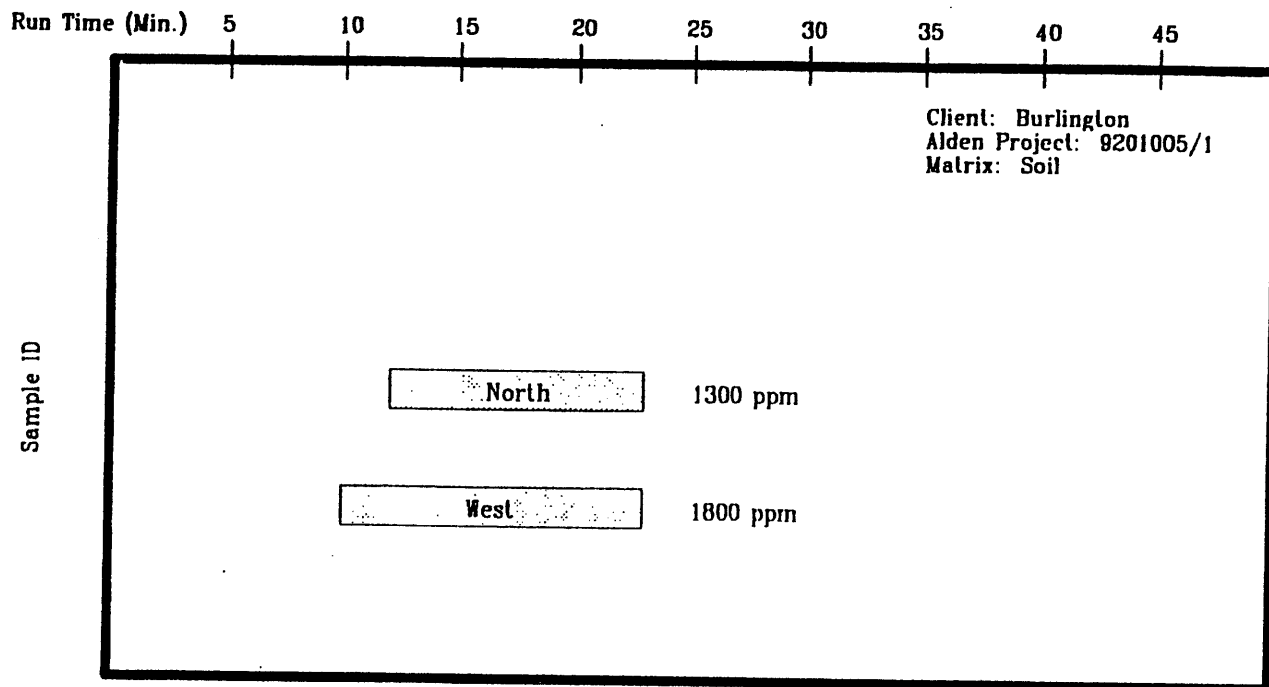 Run Time (Min.) 5 10 15 20 25 30 35 40 45
Client: Burlington
Alden Project: 9201005/1
Matrix: Soil
Sample ID
North 1300 ppm
West 1800 ppm